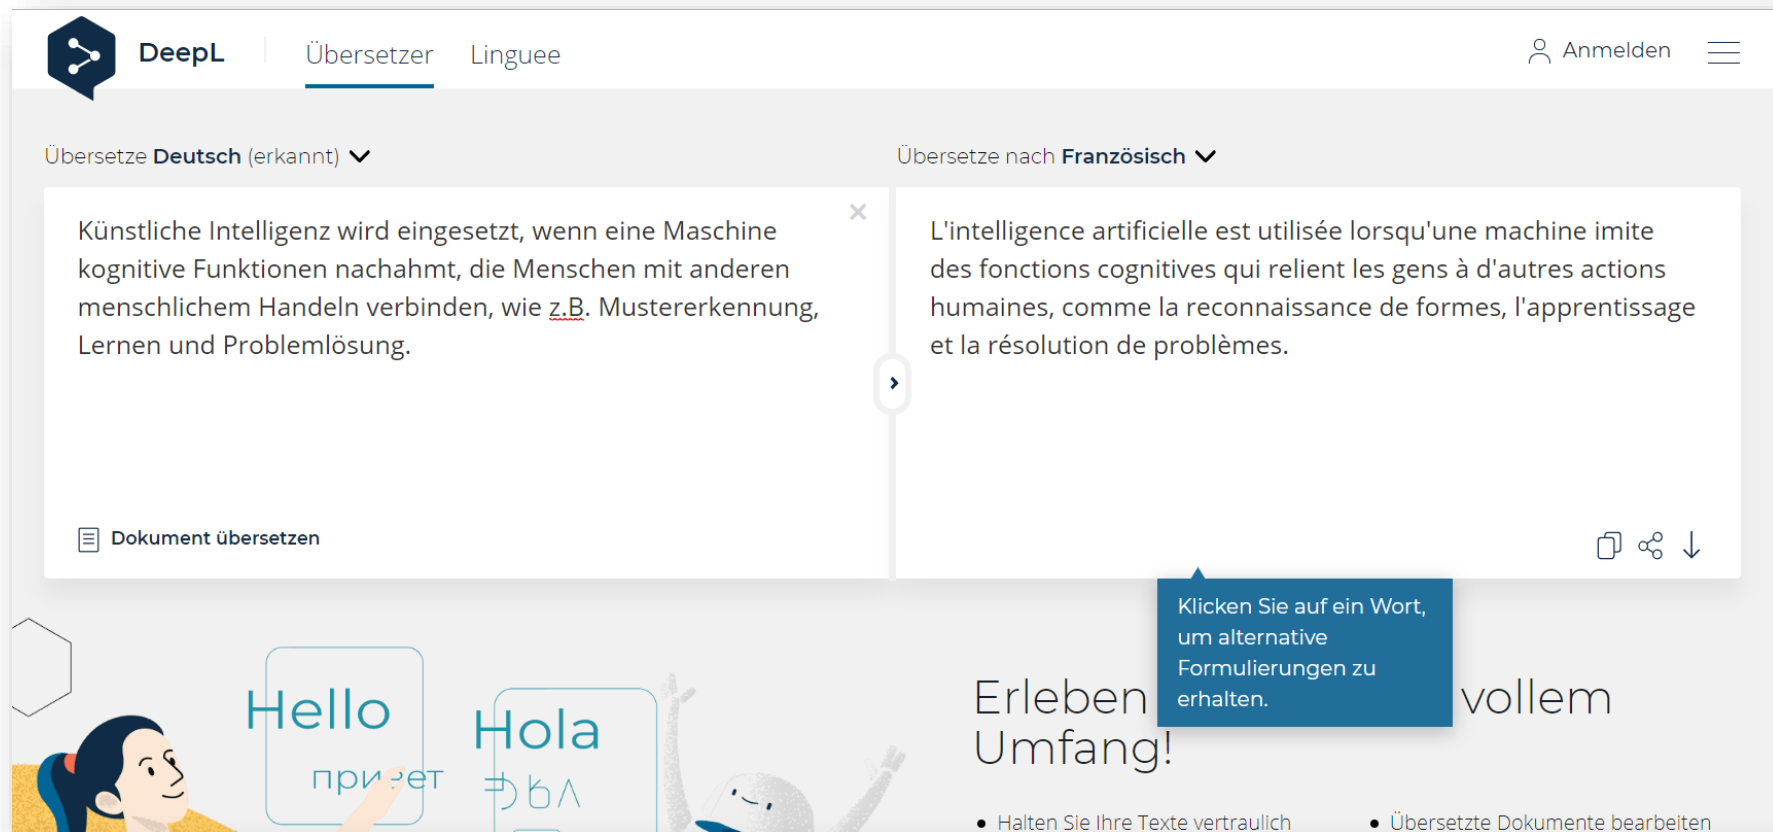 DeepL
Übersetzer
Linguee
Anmelden
Übersetze Deutsch (erkannt)
Übersetze nach Französisch
Künstliche Intelligenz wird eingesetzt, wenn eine Maschine
kognitive Funktionen nachahmt, die Menschen mit anderen
menschlichem Handeln verbinden, wie z.B. Mustererkennung,
Lernen und Problemlösung.
L'intelligence artificielle est utilisée lorsqu'une machine imite
des fonctions cognitives qui relient les gens à d'autres actions
humaines, comme la reconnaissance de formes, l'apprentissage
et la résolution de problèmes.
Dokument übersetzen
Klicken Sie auf ein Wort,
um alternative
Formulierungen zu
erhalten.
Hello
Hola
Erleben vollem
Umfang!
Halten Sie Ihre Texte vertraulich
Übersetzte Dokumente bearbeiten